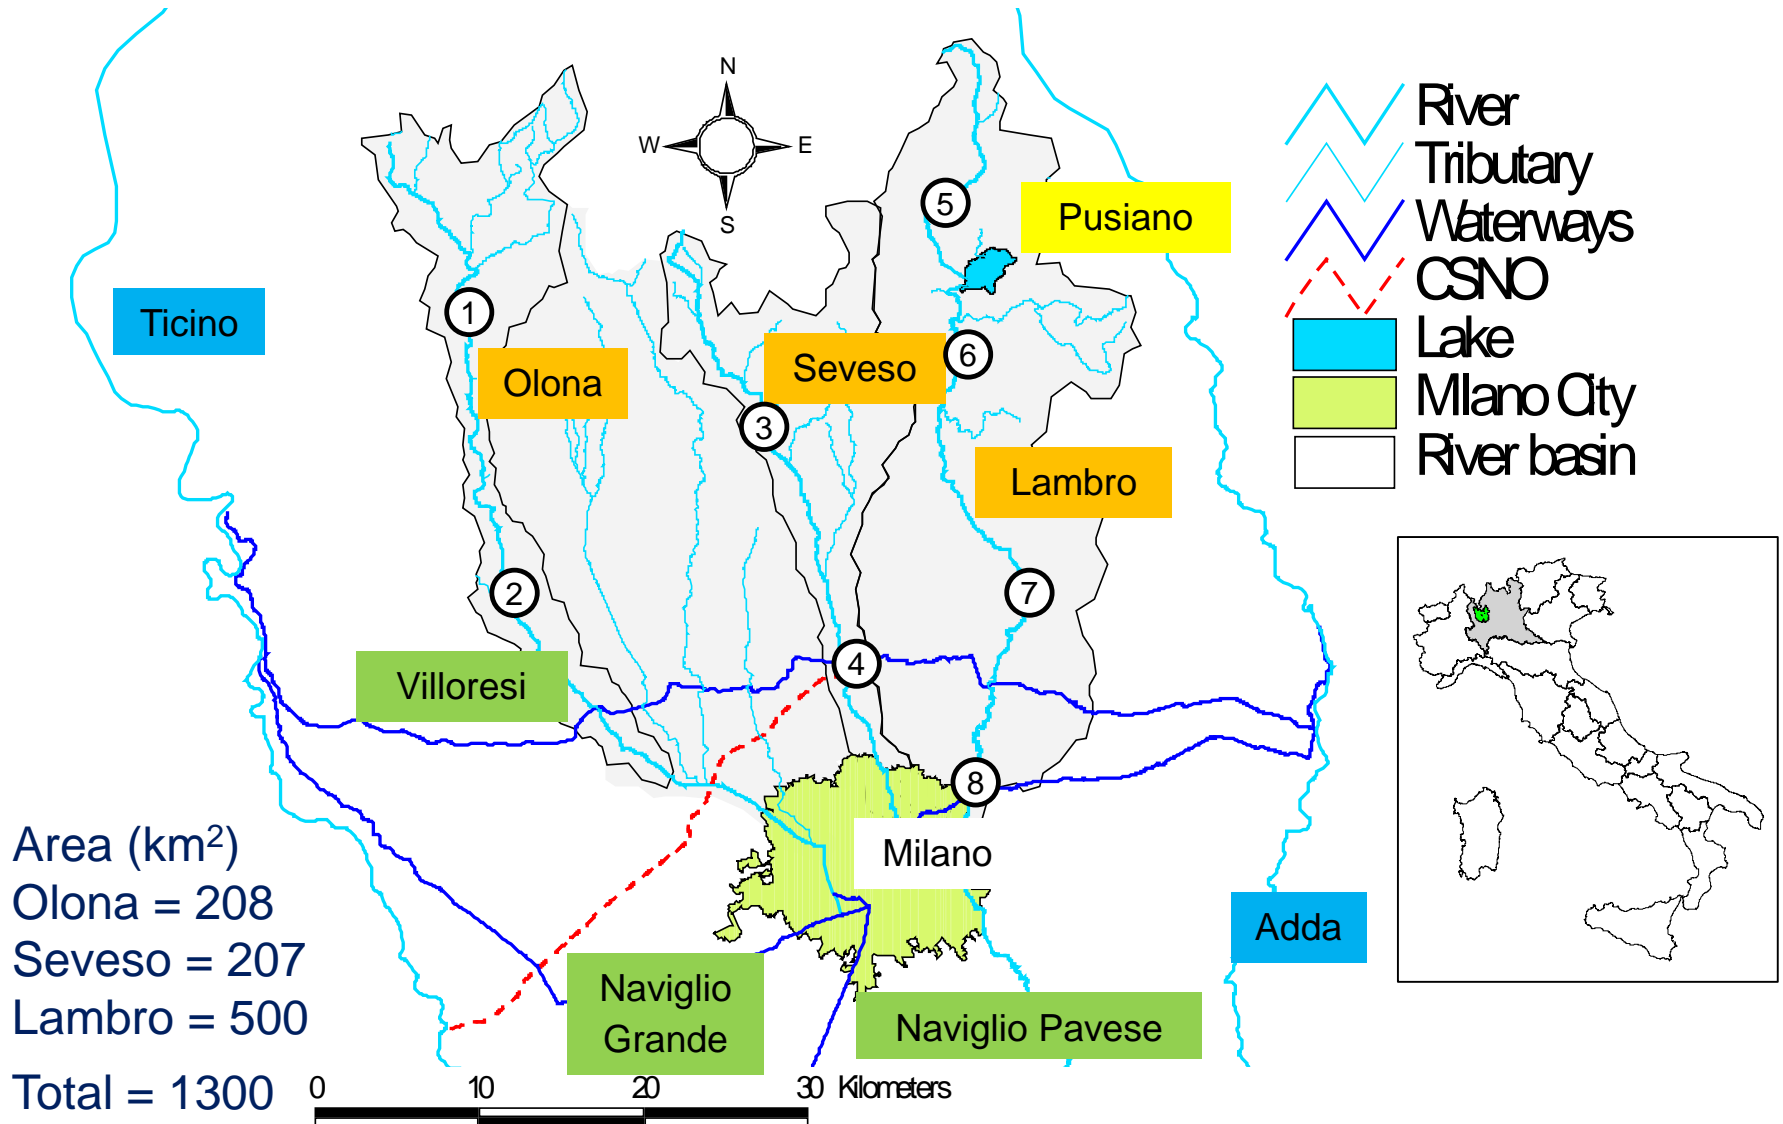 N
W
E
S
River
Tributary
Waterways
CSNO
Lake
MIlano City
River basin
5
Pusiano
1
Ticino
Olona
Seveso
6
3
Lambro
2
7
4
Villoresi
8
Milano
Area (km²)
Olona = 208
Seveso = 207
Lambro = 500
Total = 1300
Adda
Naviglio
Grande
Naviglio Pavese
0 10 20 30 Kilometers